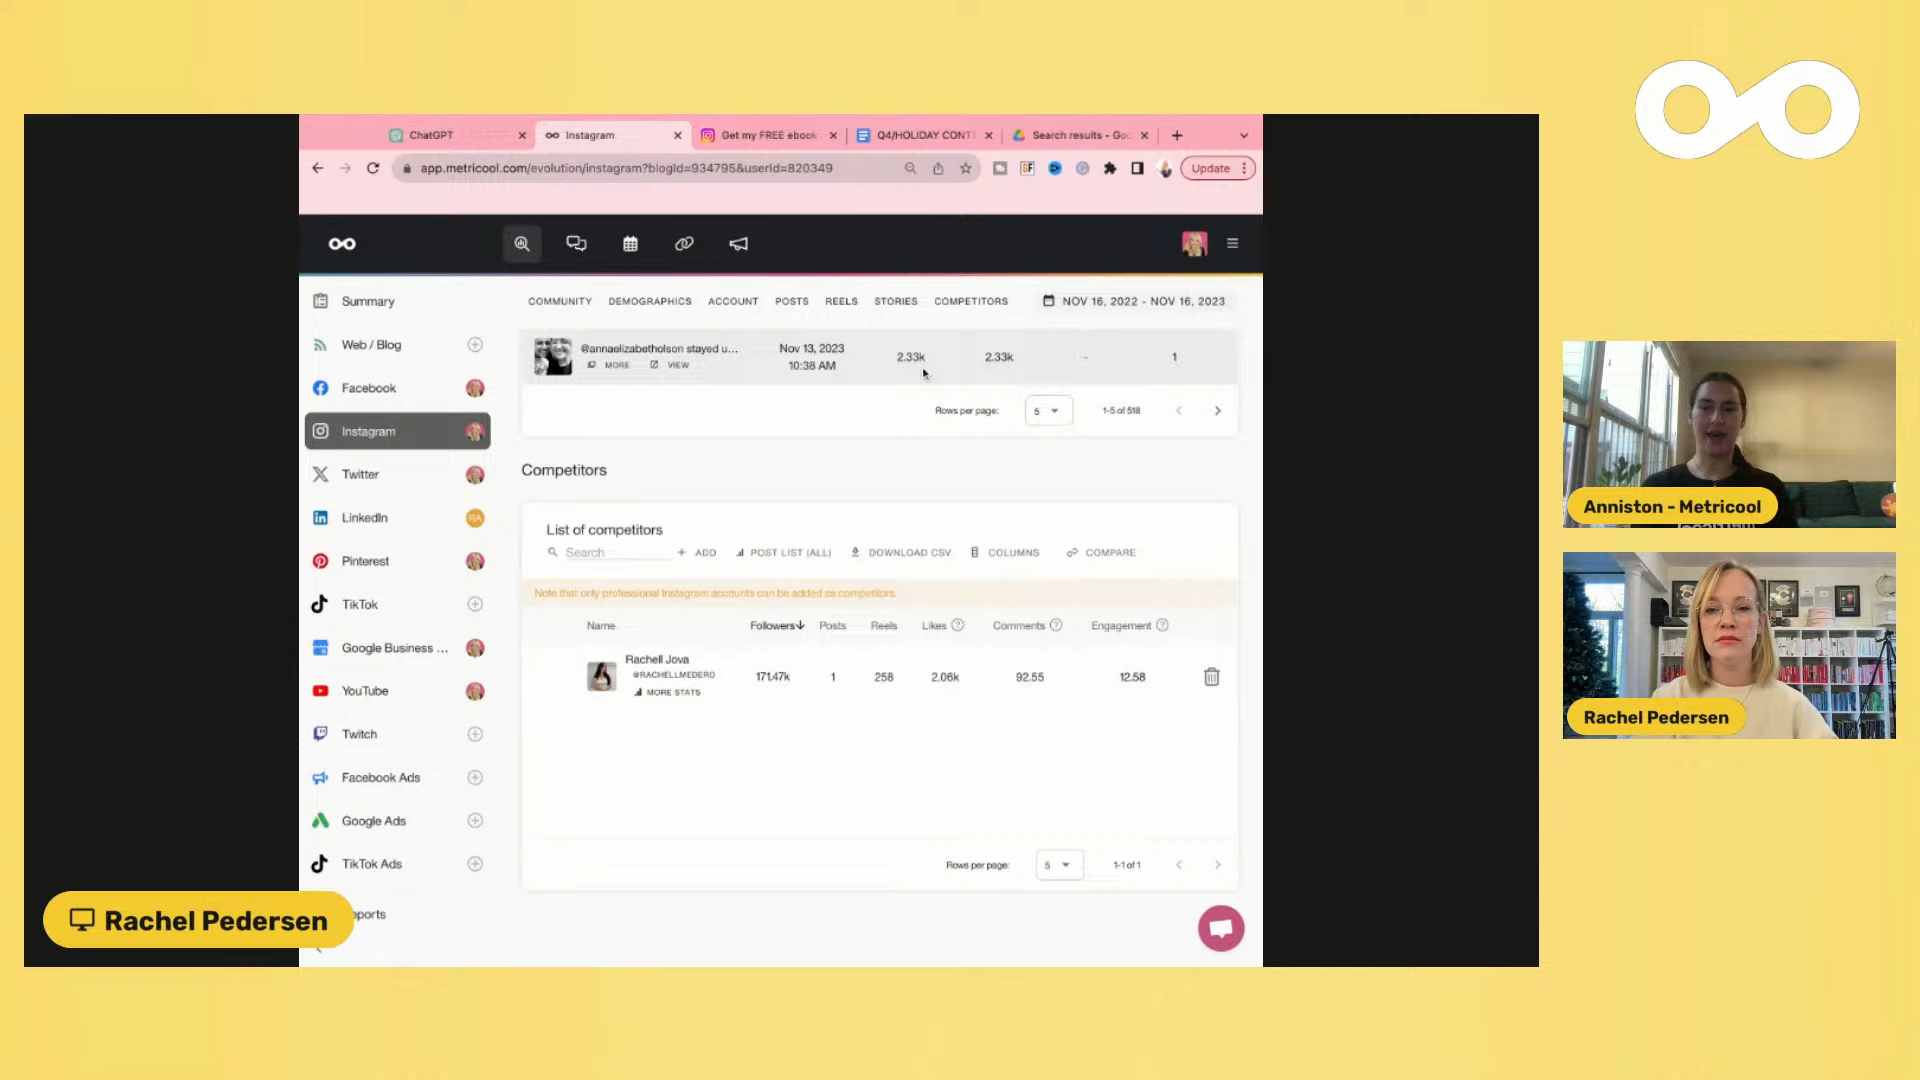 ChatGPT
Instagram
Get my FREE ebook
Q4/HOLIDAY CONT
Search results - Goo
app.metricool.com/evolution/instagram?blogId=934795&userId=820349
GF
Update
Summary
Web / Blog
Facebook
Instagram
Twitter
LinkedIn
RA
Pinterest
TikTok
Google Business ...
YouTube
Twitch
Facebook Ads
Google Ads
TikTok Ads
eports
COMMUNITY DEMOGRAPHICS ACCOUNT POSTS REELS STORIES COMPETITORS NOV 16, 2022 - NOV 16, 2023
@annaelizabetholson stayed u... Nov 13, 2023 2.33k 2.33k - 1
MORE VIEW 10:38 AM
Rows per page: 5 1-5 of 518
Competitors
List of competitors
Search + ADD POST LIST (ALL) DOWNLOAD CSV COLUMNS COMPARE
Note that only professional Instagram accounts can be added as competitors.
Name Followers Posts Reels Likes ? Comments ? Engagement ?
Rachell Jova
@RACHELLMEDERO 171.47k 1 258 2.06k 92.55 12.58
MORE STATS
Rows per page: 5 1-1 of 1
Rachel Pedersen
Anniston - Metricool
Rachel Pedersen